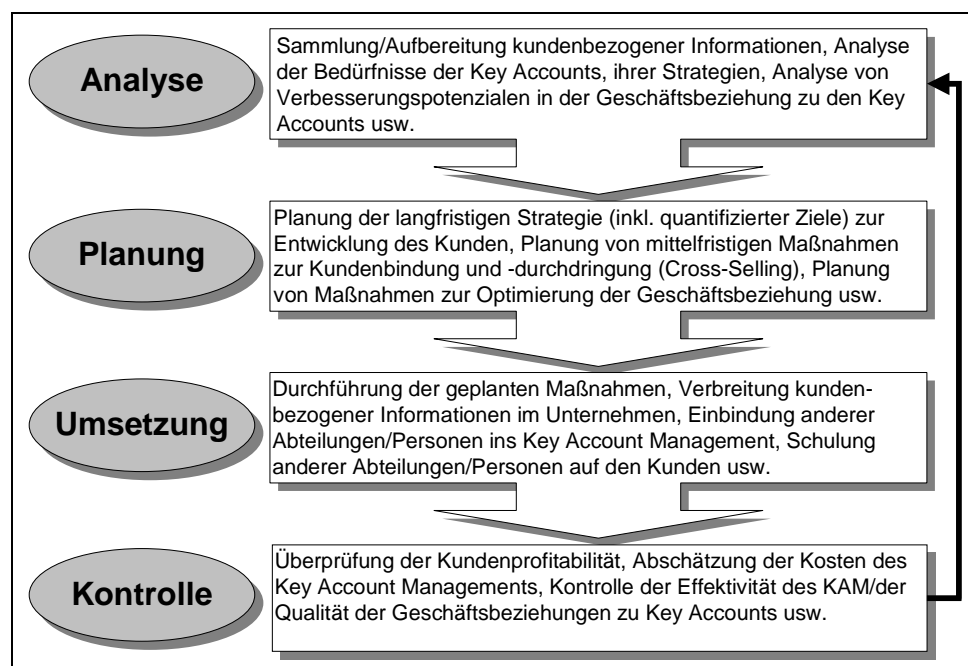 Analyse
Sammlung/Aufbereitung kundenbezogener Informationen, Analyse
der Bedürfnisse der Key Accounts, ihrer Strategien, Analyse von
Verbesserungspotenzialen in der Geschäftsbeziehung zu den Key
Accounts usw.
Planung
Planung der langfristigen Strategie (inkl. quantifizierter Ziele) zur
Entwicklung des Kunden, Planung von mittelfristigen Maßnahmen
zur Kundenbindung und -durchdringung (Cross-Selling), Planung
von Maßnahmen zur Optimierung der Geschäftsbeziehung usw.
Umsetzung
Durchführung der geplanten Maßnahmen, Verbreitung kunden-
bezogener Informationen im Unternehmen, Einbindung anderer
Abteilungen/Personen ins Key Account Management, Schulung
anderer Abteilungen/Personen auf den Kunden usw.
Kontrolle
Überprüfung der Kundenprofitabilität, Abschätzung der Kosten des
Key Account Managements, Kontrolle der Effektivität des KAM/der
Qualität der Geschäftsbeziehungen zu Key Accounts usw.